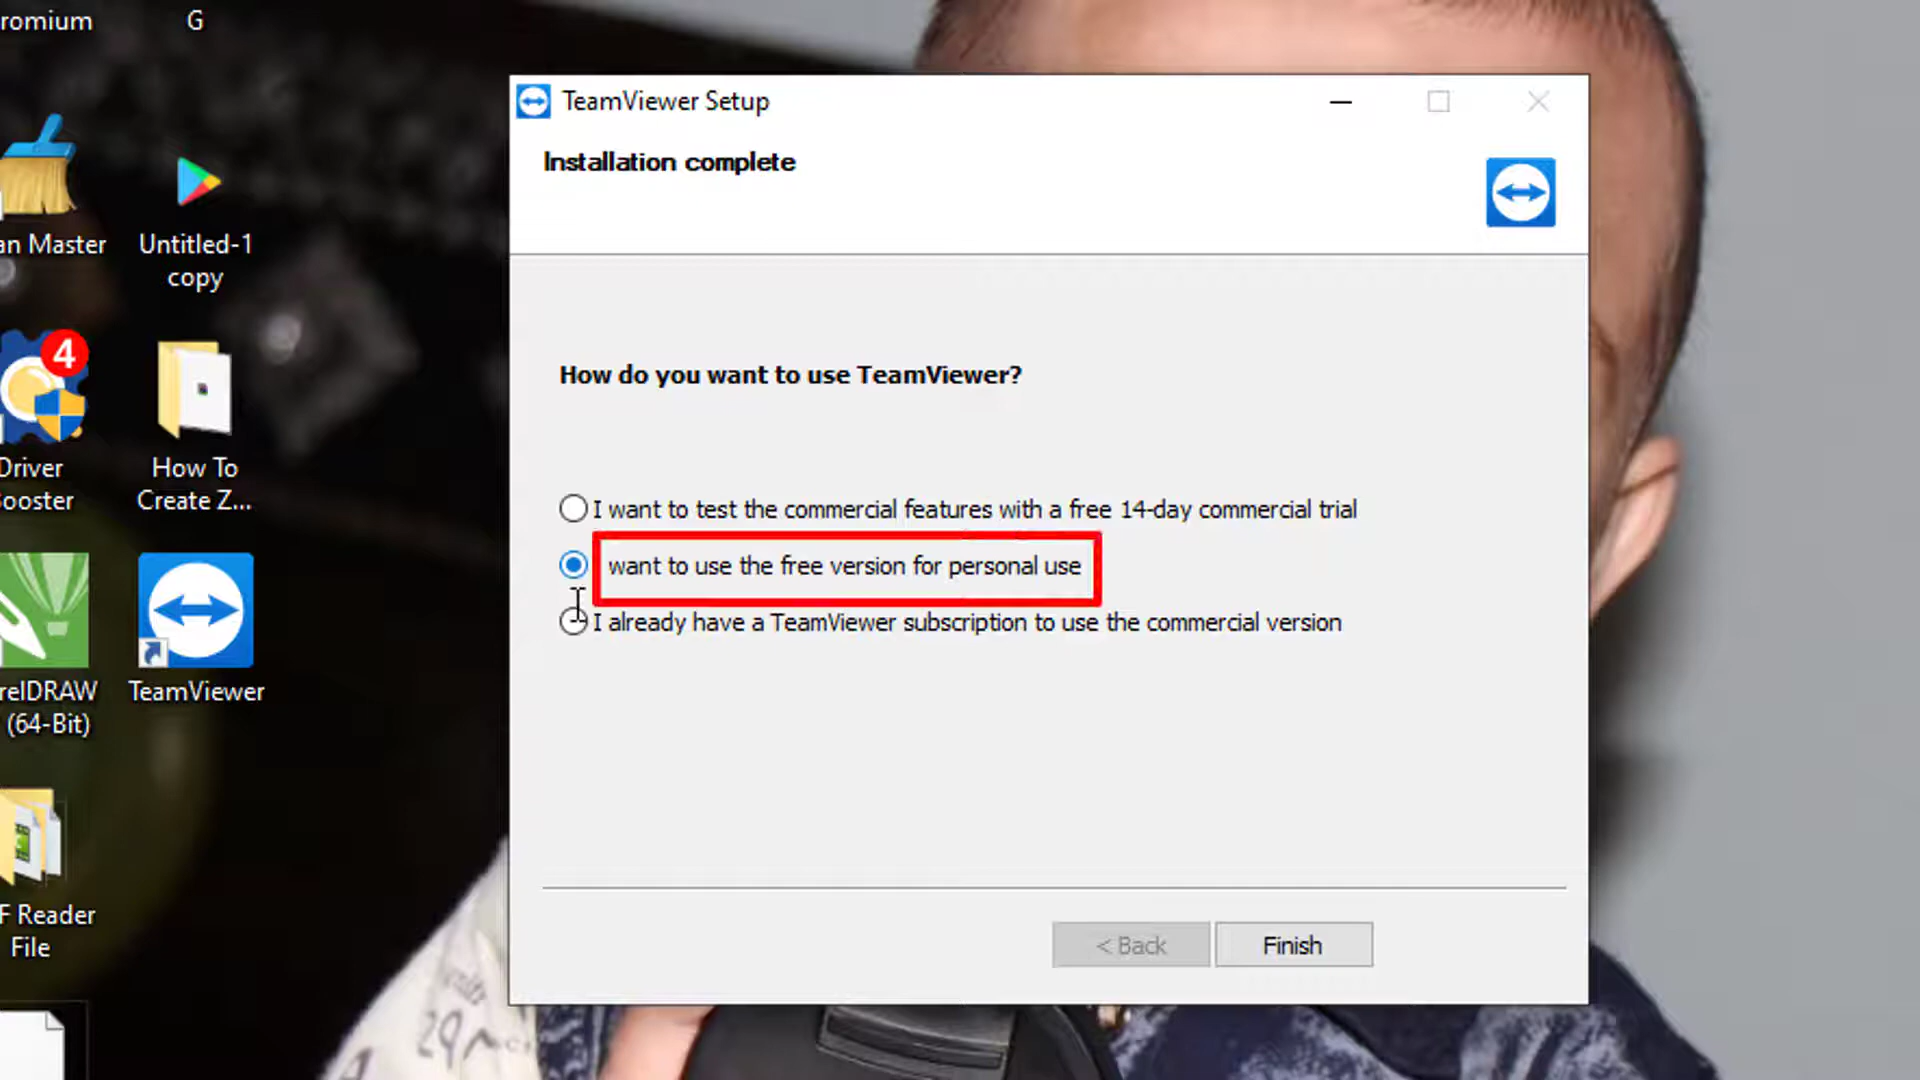 romium
G
an Master
Untitled-1
copy
4
Driver
ooster
How To
Create Z...
relDRAW
(64-Bit)
TeamViewer
F Reader
File
TeamViewer Setup
Installation complete
How do you want to use TeamViewer?
I want to test the commercial features with a free 14-day commercial trial
want to use the free version for personal use
I already have a TeamViewer subscription to use the commercial version
< Back
Finish